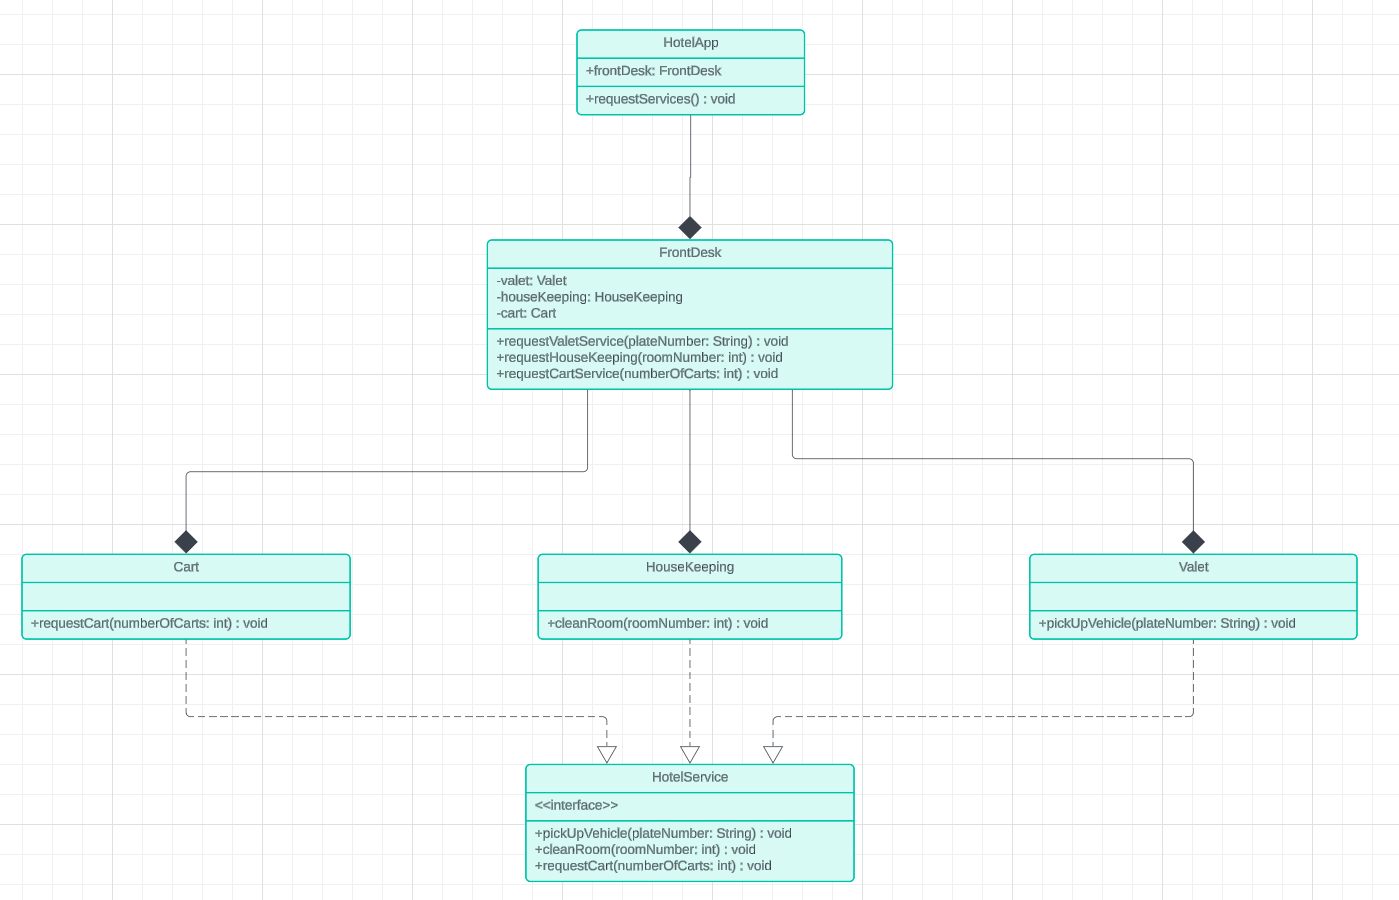 HotelApp
+frontDesk: FrontDesk
+requestServices() : void
FrontDesk
-valet: Valet
-houseKeeping: HouseKeeping
-cart: Cart
+requestValetService(plateNumber: String) : void
+requestHouseKeeping(roomNumber: int) : void
+requestCartService(numberOfCarts: int) : void
Cart
+requestCart(numberOfCarts: int) : void
HouseKeeping
+cleanRoom(roomNumber: int) : void
Valet
+pickUpVehicle(plateNumber: String) : void
HotelService
<<interface>>
+pickUpVehicle(plateNumber: String) : void
+cleanRoom(roomNumber: int) : void
+requestCart(numberOfCarts: int) : void